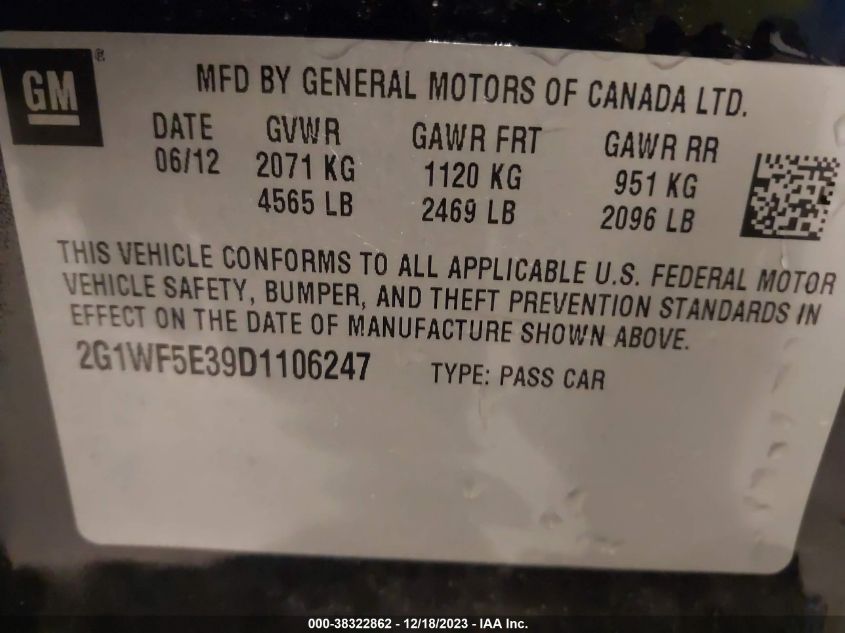 GM ®
MFD BY GENERAL MOTORS OF CANADA LTD.
DATE GVWR GAWR FRT GAWR RR
06/12 2071 KG 1120 KG 951 KG
4565 LB 2469 LB 2096 LB
THIS VEHICLE CONFORMS TO ALL APPLICABLE U.S. FEDERAL MOTOR
VEHICLE SAFETY, BUMPER, AND THEFT PREVENTION STANDARDS IN
EFFECT ON THE DATE OF MANUFACTURE SHOWN ABOVE.
2G1WF5E39D1106247 TYPE: PASS CAR
000-38322862 - 12/18/2023 - IAA Inc.